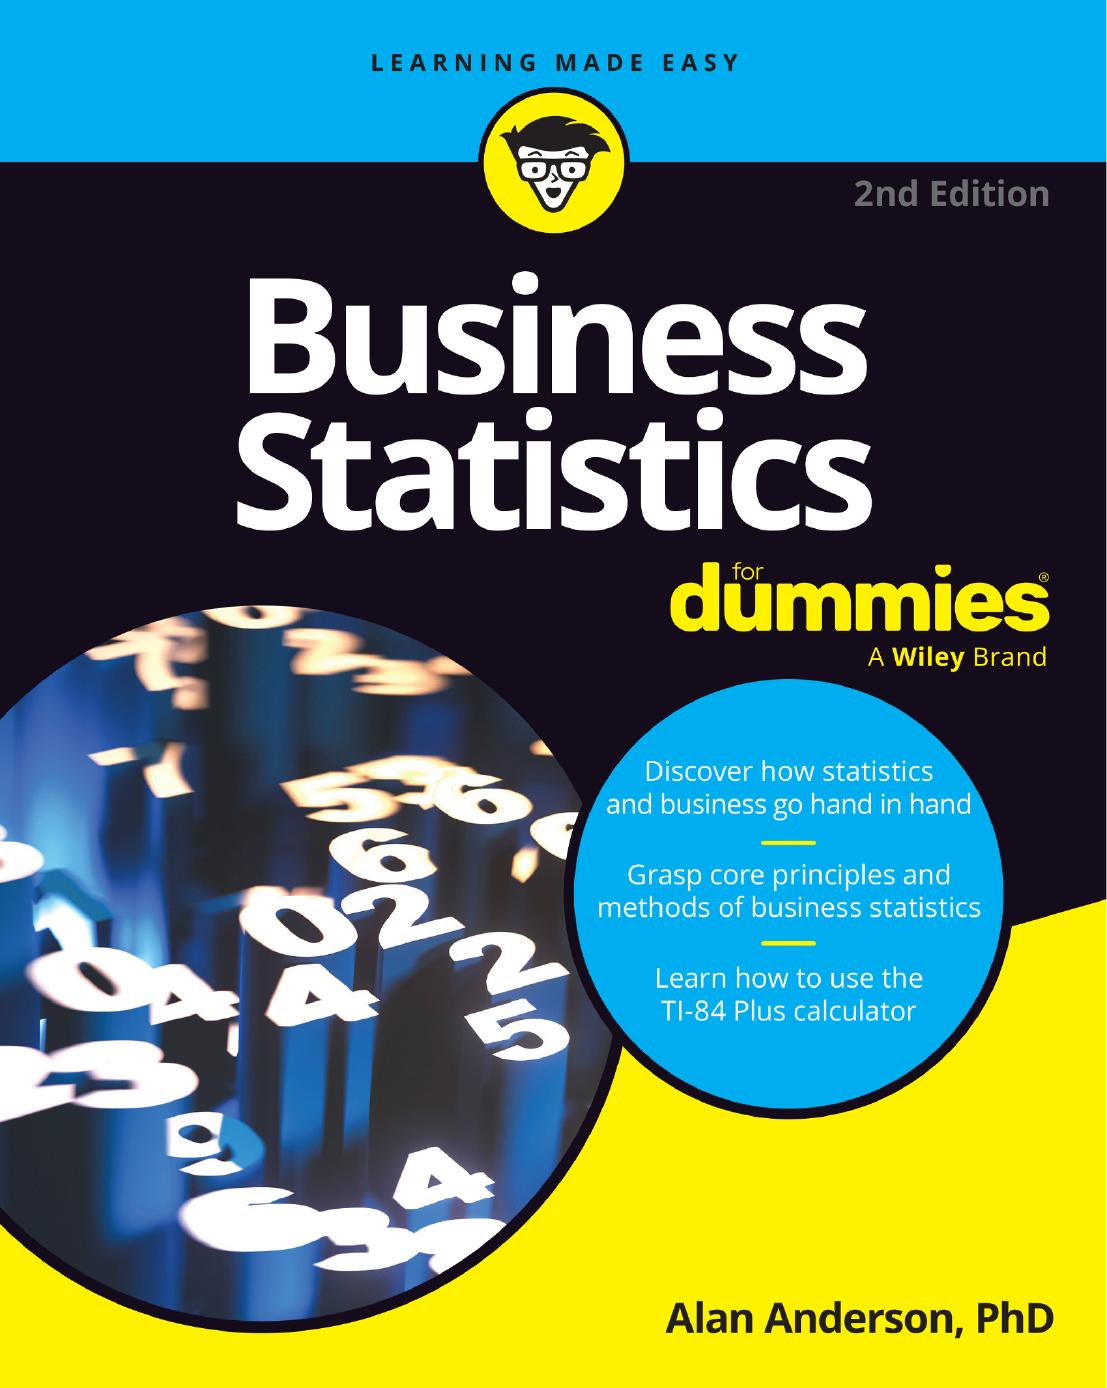 LEARNING MADE EASY
2nd Edition
Business
Statistics
for
dummies®
A Wiley Brand
Discover how statistics
and business go hand in hand
Grasp core principles and
methods of business statistics
Learn how to use the
TI-84 Plus calculator
Alan Anderson, PhD